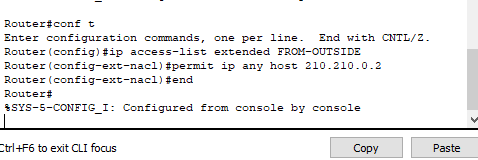 Router#conf t
Enter configuration commands, one per line.  End with CNTL/Z.
Router(config)#ip access-list extended FROM-OUTSIDE
Router(config-ext-nacl)#permit ip any host 210.210.0.2
Router(config-ext-nacl)#end
Router#
%SYS-5-CONFIG_I: Configured from console by console
Ctrl+F6 to exit CLI focus
Copy
Paste